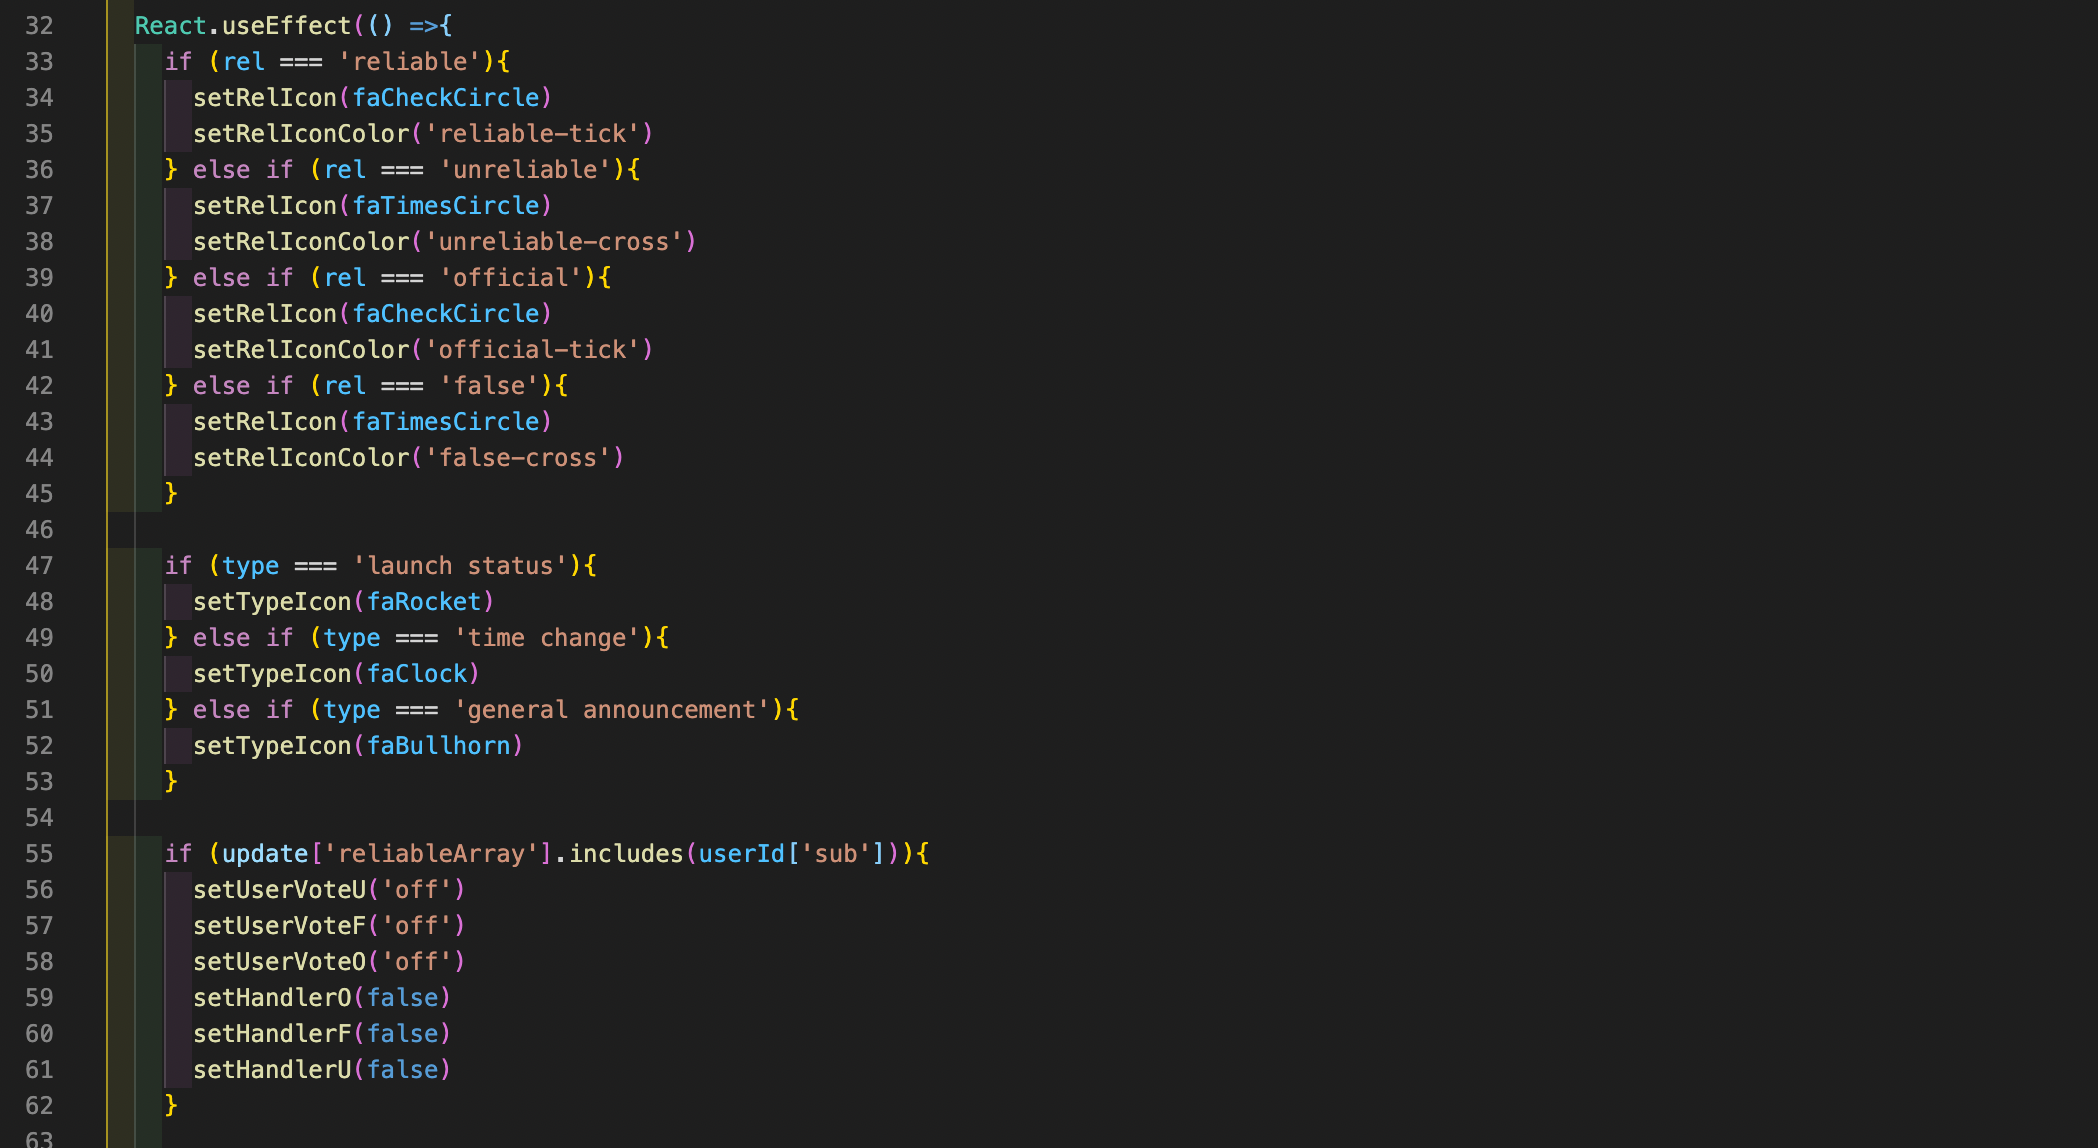 32 React.useEffect(() =>{
33 if (rel === 'reliable'){
34 setRelIcon(faCheckCircle)
35 setRelIconColor('reliable-tick')
36 } else if (rel === 'unreliable'){
37 setRelIcon(faTimesCircle)
38 setRelIconColor('unreliable-cross')
39 } else if (rel === 'official'){
40 setRelIcon(faCheckCircle)
41 setRelIconColor('official-tick')
42 } else if (rel === 'false'){
43 setRelIcon(faTimesCircle)
44 setRelIconColor('false-cross')
45 }
46
47 if (type === 'launch status'){
48 setTypeIcon(faRocket)
49 } else if (type === 'time change'){
50 setTypeIcon(faClock)
51 } else if (type === 'general announcement'){
52 setTypeIcon(faBullhorn)
53 }
54
55 if (update['reliableArray'].includes(userId['sub'])){
56 setUserVoteU('off')
57 setUserVoteF('off')
58 setUserVoteO('off')
59 setHandlerO(false)
60 setHandlerF(false)
61 setHandlerU(false)
62 }
63